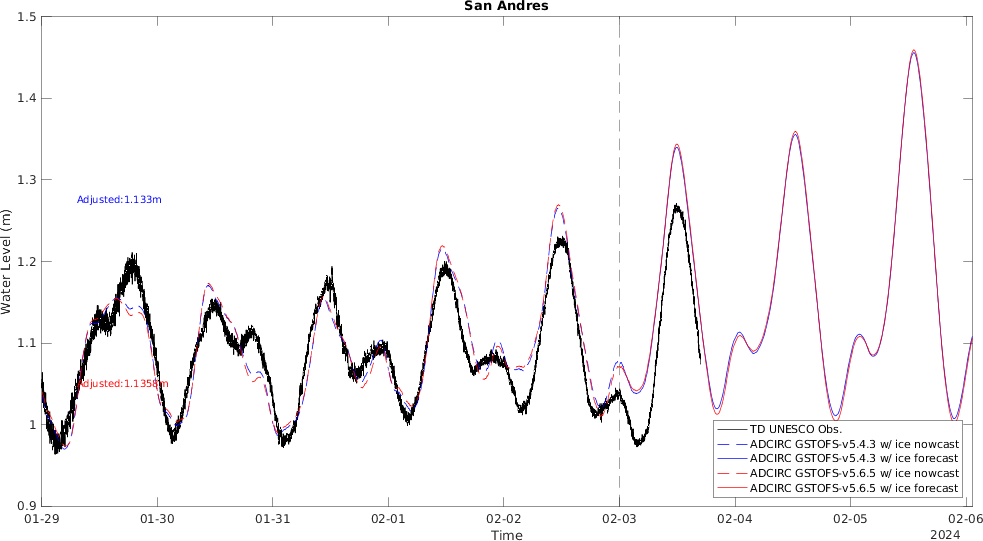 San Andres
1.5
1.4
1.3
1.2
1.1
1
0.9
Water Level (m)
Adjusted:1.133m
Adjusted:1.1358m
TD UNESCO Obs.
ADCIRC GSTOFS-v5.4.3 w/ ice nowcast
ADCIRC GSTOFS-v5.4.3 w/ ice forecast
ADCIRC GSTOFS-v5.6.5 w/ ice nowcast
ADCIRC GSTOFS-v5.6.5 w/ ice forecast
01-29 01-30 01-31 02-01 02-02 02-03 02-04 02-05 02-06
Time
2024